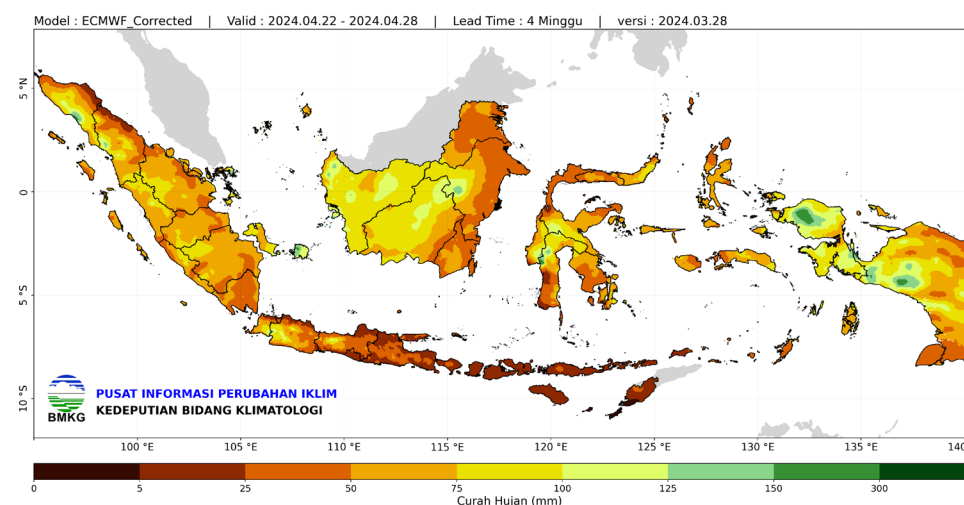 Model : ECMWF_Corrected | Valid : 2024.04.22 - 2024.04.28 | Lead Time : 4 Minggu | versi : 2024.03.28
5 °N
0
5°S
10 °S
BMKG
PUSAT INFORMASI PERUBAHAN IKLIM
KEDEPUTIAN BIDANG KLIMATOLOGI
100 °E 105 °E 110 °E 115 °E 120 °E 125 °E 130 °E 135 °E 140
0 5 25 50 75 100 125 150 300
Curah Hujan (mm)